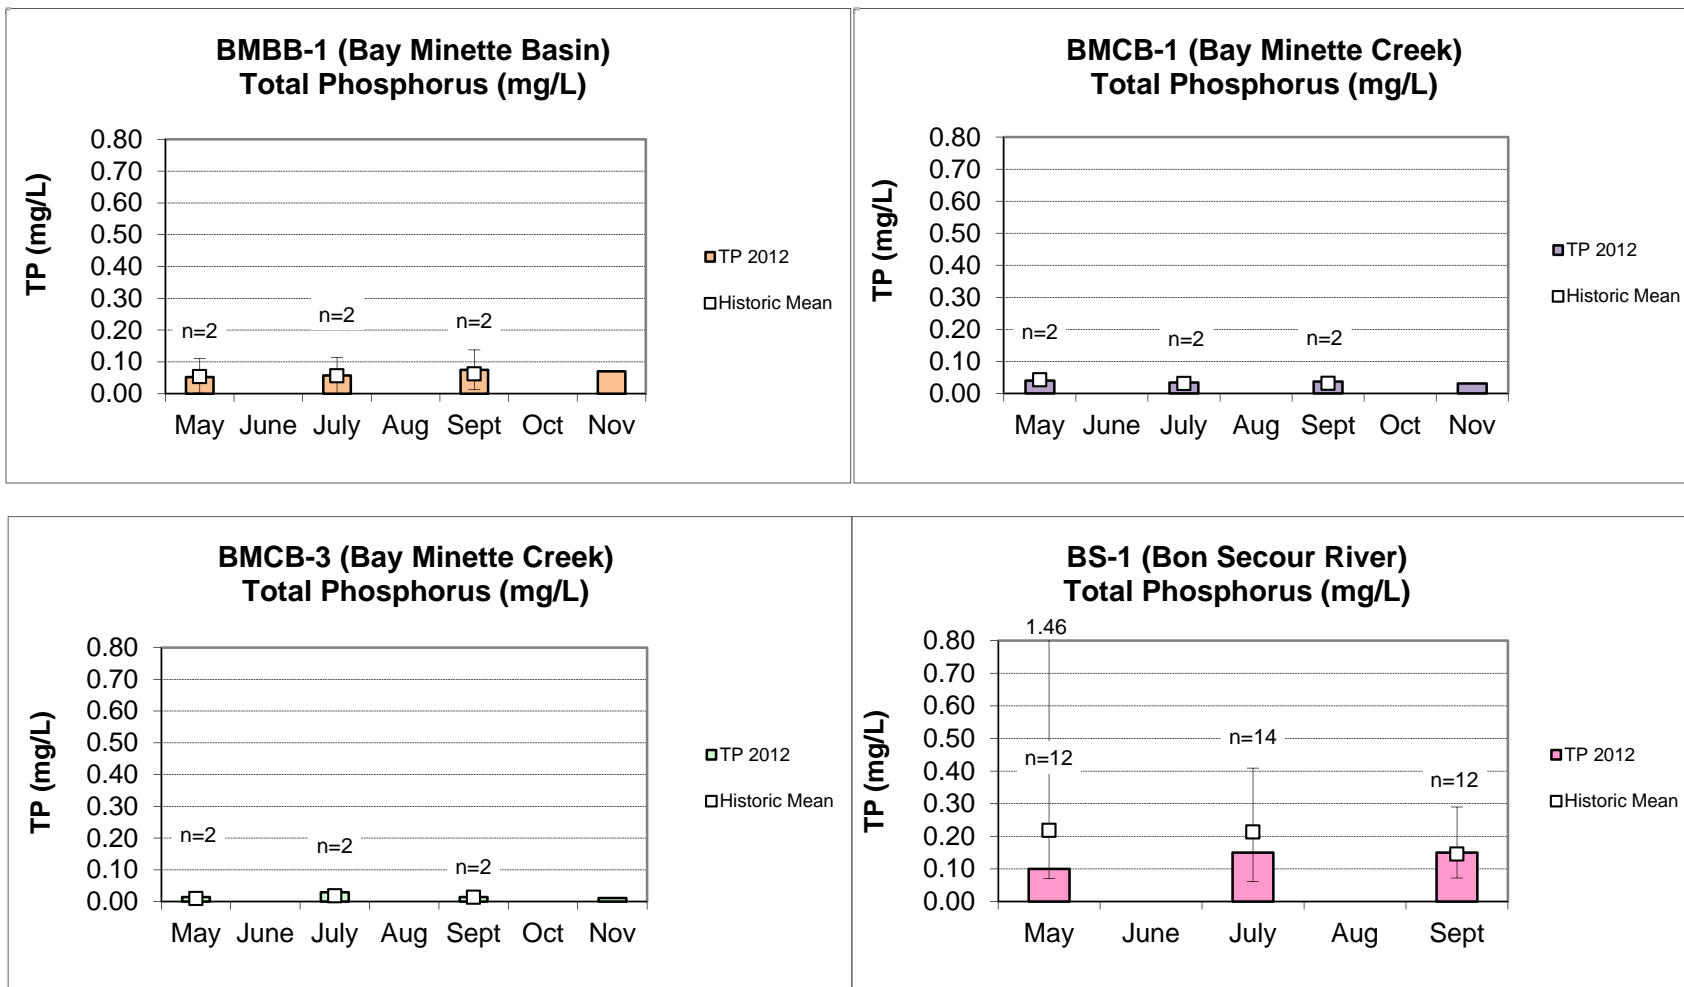 BMBB-1 (Bay Minette Basin)
Total Phosphorus (mg/L)
TP (mg/L)
0.80
0.70
0.60
0.50
0.40
0.30
0.20
0.10
0.00
n=2
n=2
n=2
May June July Aug Sept Oct Nov
TP 2012
Historic Mean
BMCB-1 (Bay Minette Creek)
Total Phosphorus (mg/L)
TP (mg/L)
0.80
0.70
0.60
0.50
0.40
0.30
0.20
0.10
0.00
n=2
n=2
n=2
May June July Aug Sept Oct Nov
TP 2012
Historic Mean
BMCB-3 (Bay Minette Creek)
Total Phosphorus (mg/L)
TP (mg/L)
0.80
0.70
0.60
0.50
0.40
0.30
0.20
0.10
0.00
n=2
n=2
n=2
May June July Aug Sept Oct Nov
TP 2012
Historic Mean
BS-1 (Bon Secour River)
Total Phosphorus (mg/L)
TP (mg/L)
1.46
0.80
0.70
0.60
0.50
0.40
0.30
0.20
0.10
0.00
n=12
n=14
n=12
May June July Aug Sept
TP 2012
Historic Mean